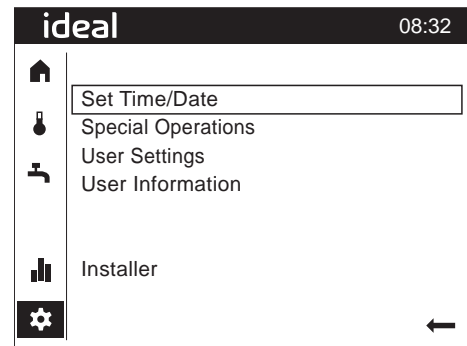 ideal 08:32
Set Time/Date
Special Operations
User Settings
User Information
Installer